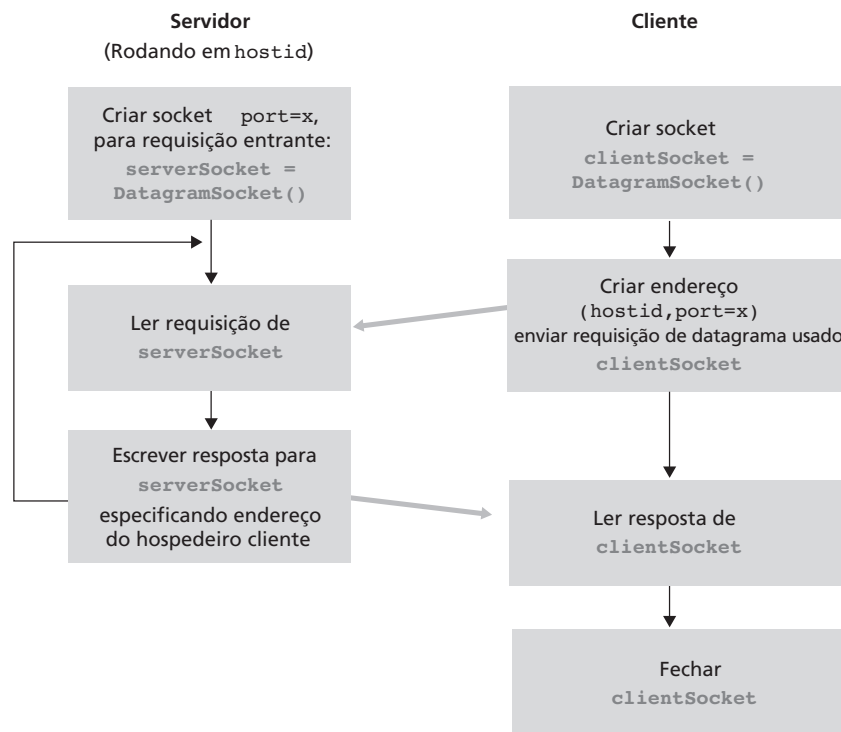 Servidor
(Rodando em hostid)
Criar socket port=x,
para requisição entrante:
serverSocket =
DatagramSocket()
Ler requisição de
serverSocket
Escrever resposta para
serverSocket
especificando endereço
do hospedeiro cliente
Cliente
Criar socket
clientSocket =
DatagramSocket()
Criar endereço
(hostid,port=x)
enviar requisição de datagrama usado
clientSocket
Ler resposta de
clientSocket
Fechar
clientSocket